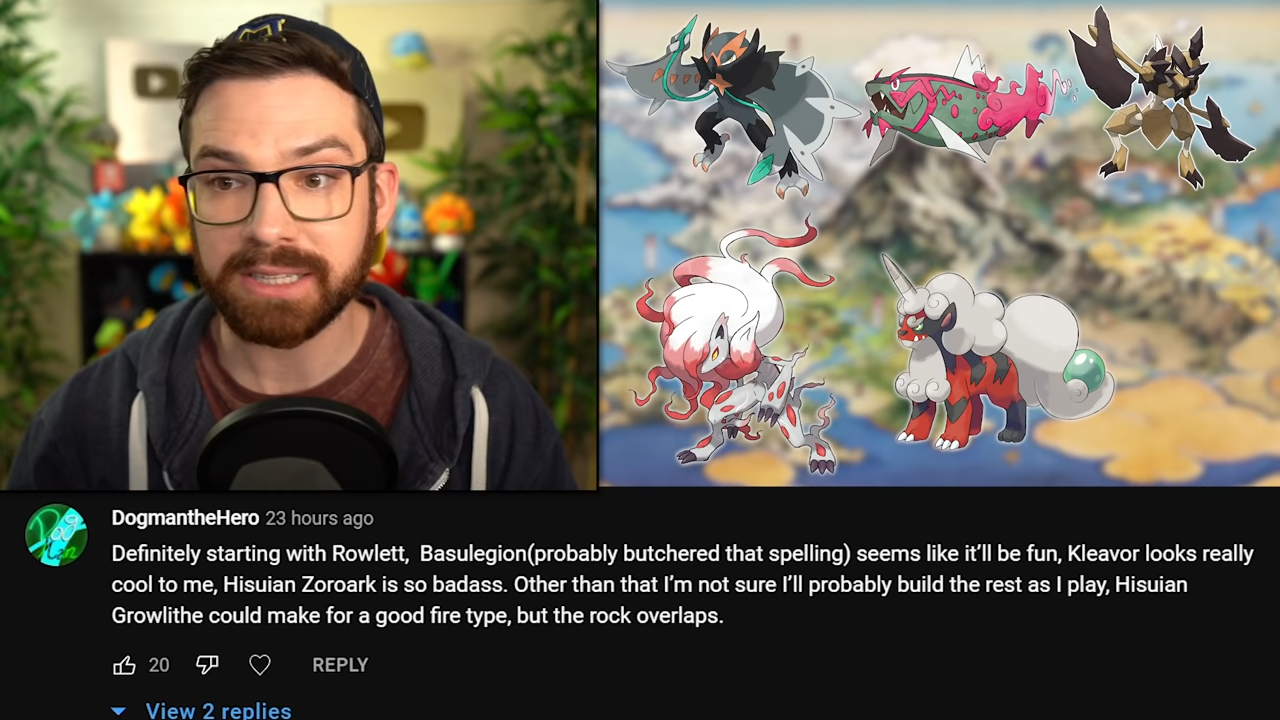 DogmantheHero 23 hours ago
Definitely starting with Rowlett,  Basulegion(probably butchered that spelling) seems like it’ll be fun, Kleavor looks really
cool to me, Hisuian Zoroark is so badass. Other than that I’m not sure I’ll probably build the rest as I play, Hisuian
Growlithe could make for a good fire type, but the rock overlaps.
20 REPLY
View 2 replies